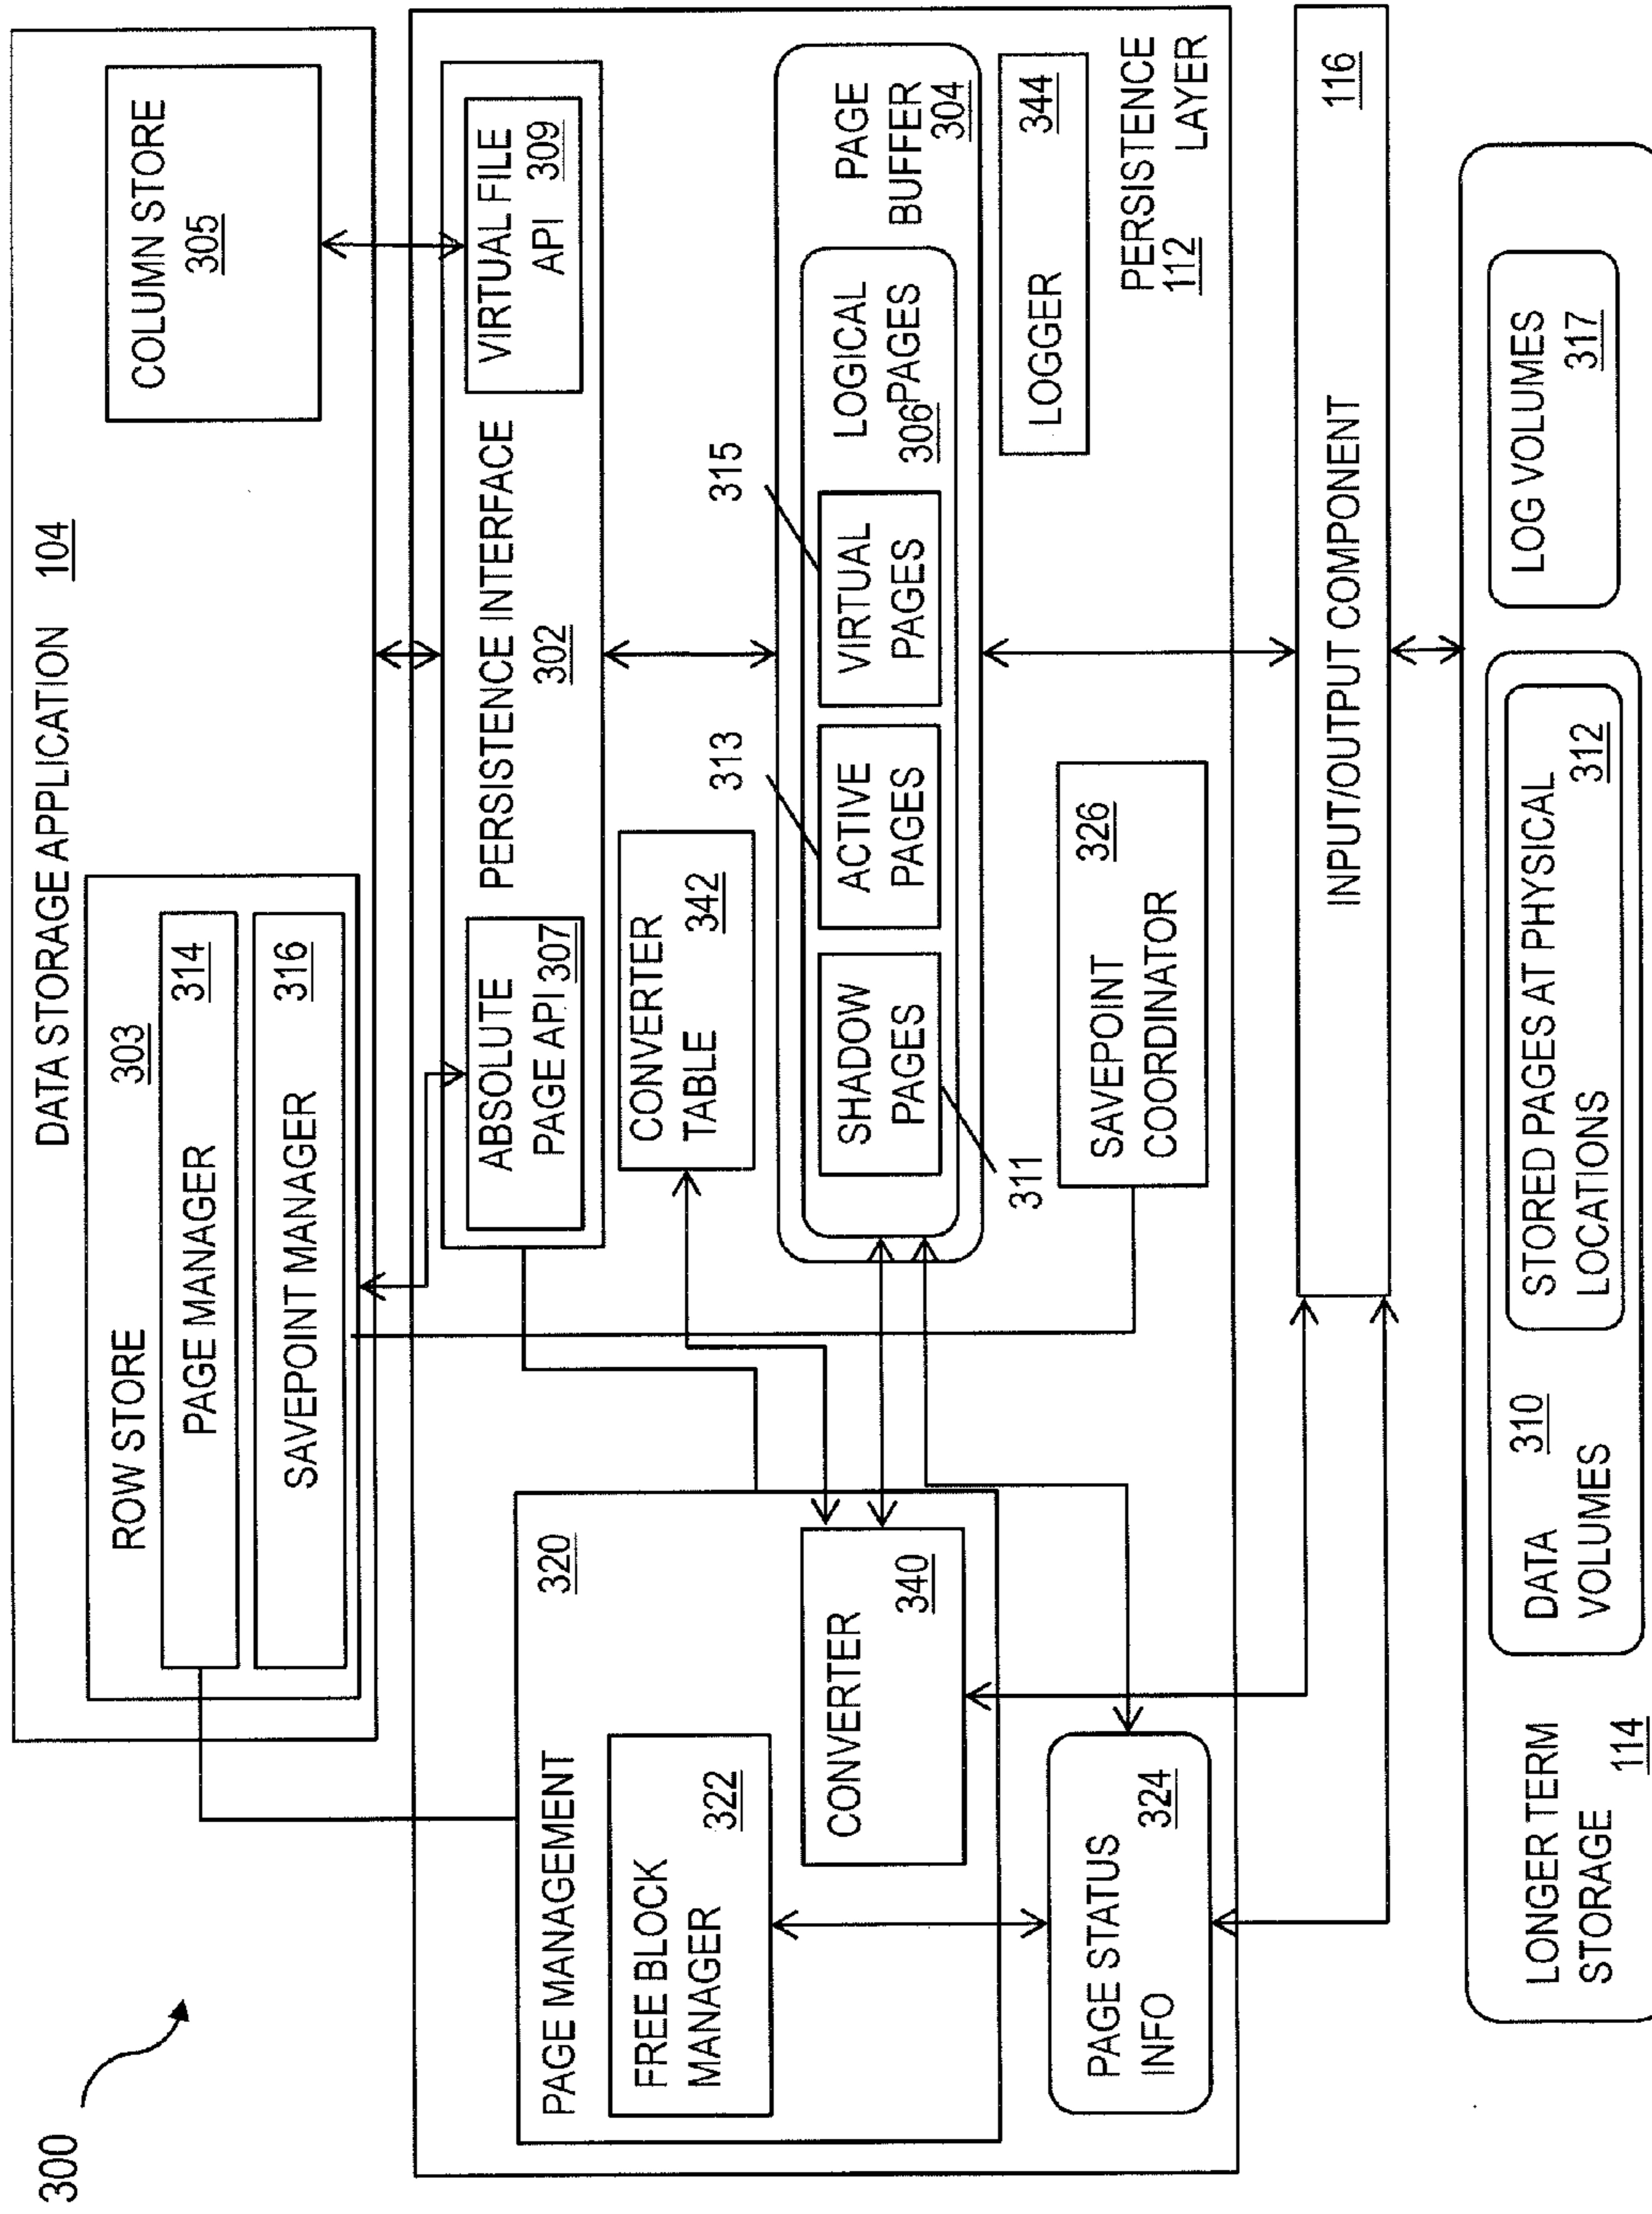 300
DATA STORAGE APPLICATION 104
ROW STORE 303
PAGE MANAGER 314
SAVEPOINT MANAGER 316
COLUMN STORE
305
ABSOLUTE
PAGE API 307
PERSISTENCE INTERFACE
302
VIRTUAL FILE
API 309
PAGE MANAGEMENT 320
FREE BLOCK
MANAGER 322
CONVERTER
340
CONVERTER
TABLE 342
313
315
SHADOW
PAGES
ACTIVE
PAGES
VIRTUAL
PAGES
LOGICAL
PAGES
306
PAGE
BUFFER
304
311
PAGE STATUS
INFO 324
SAVEPOINT
COORDINATOR
326
LOGGER 344
PERSISTENCE
LAYER
112
INPUT/OUTPUT COMPONENT 116
LONGER TERM
STORAGE 114
DATA 310
VOLUMES
STORED PAGES AT PHYSICAL
LOCATIONS 312
LOG VOLUMES
317